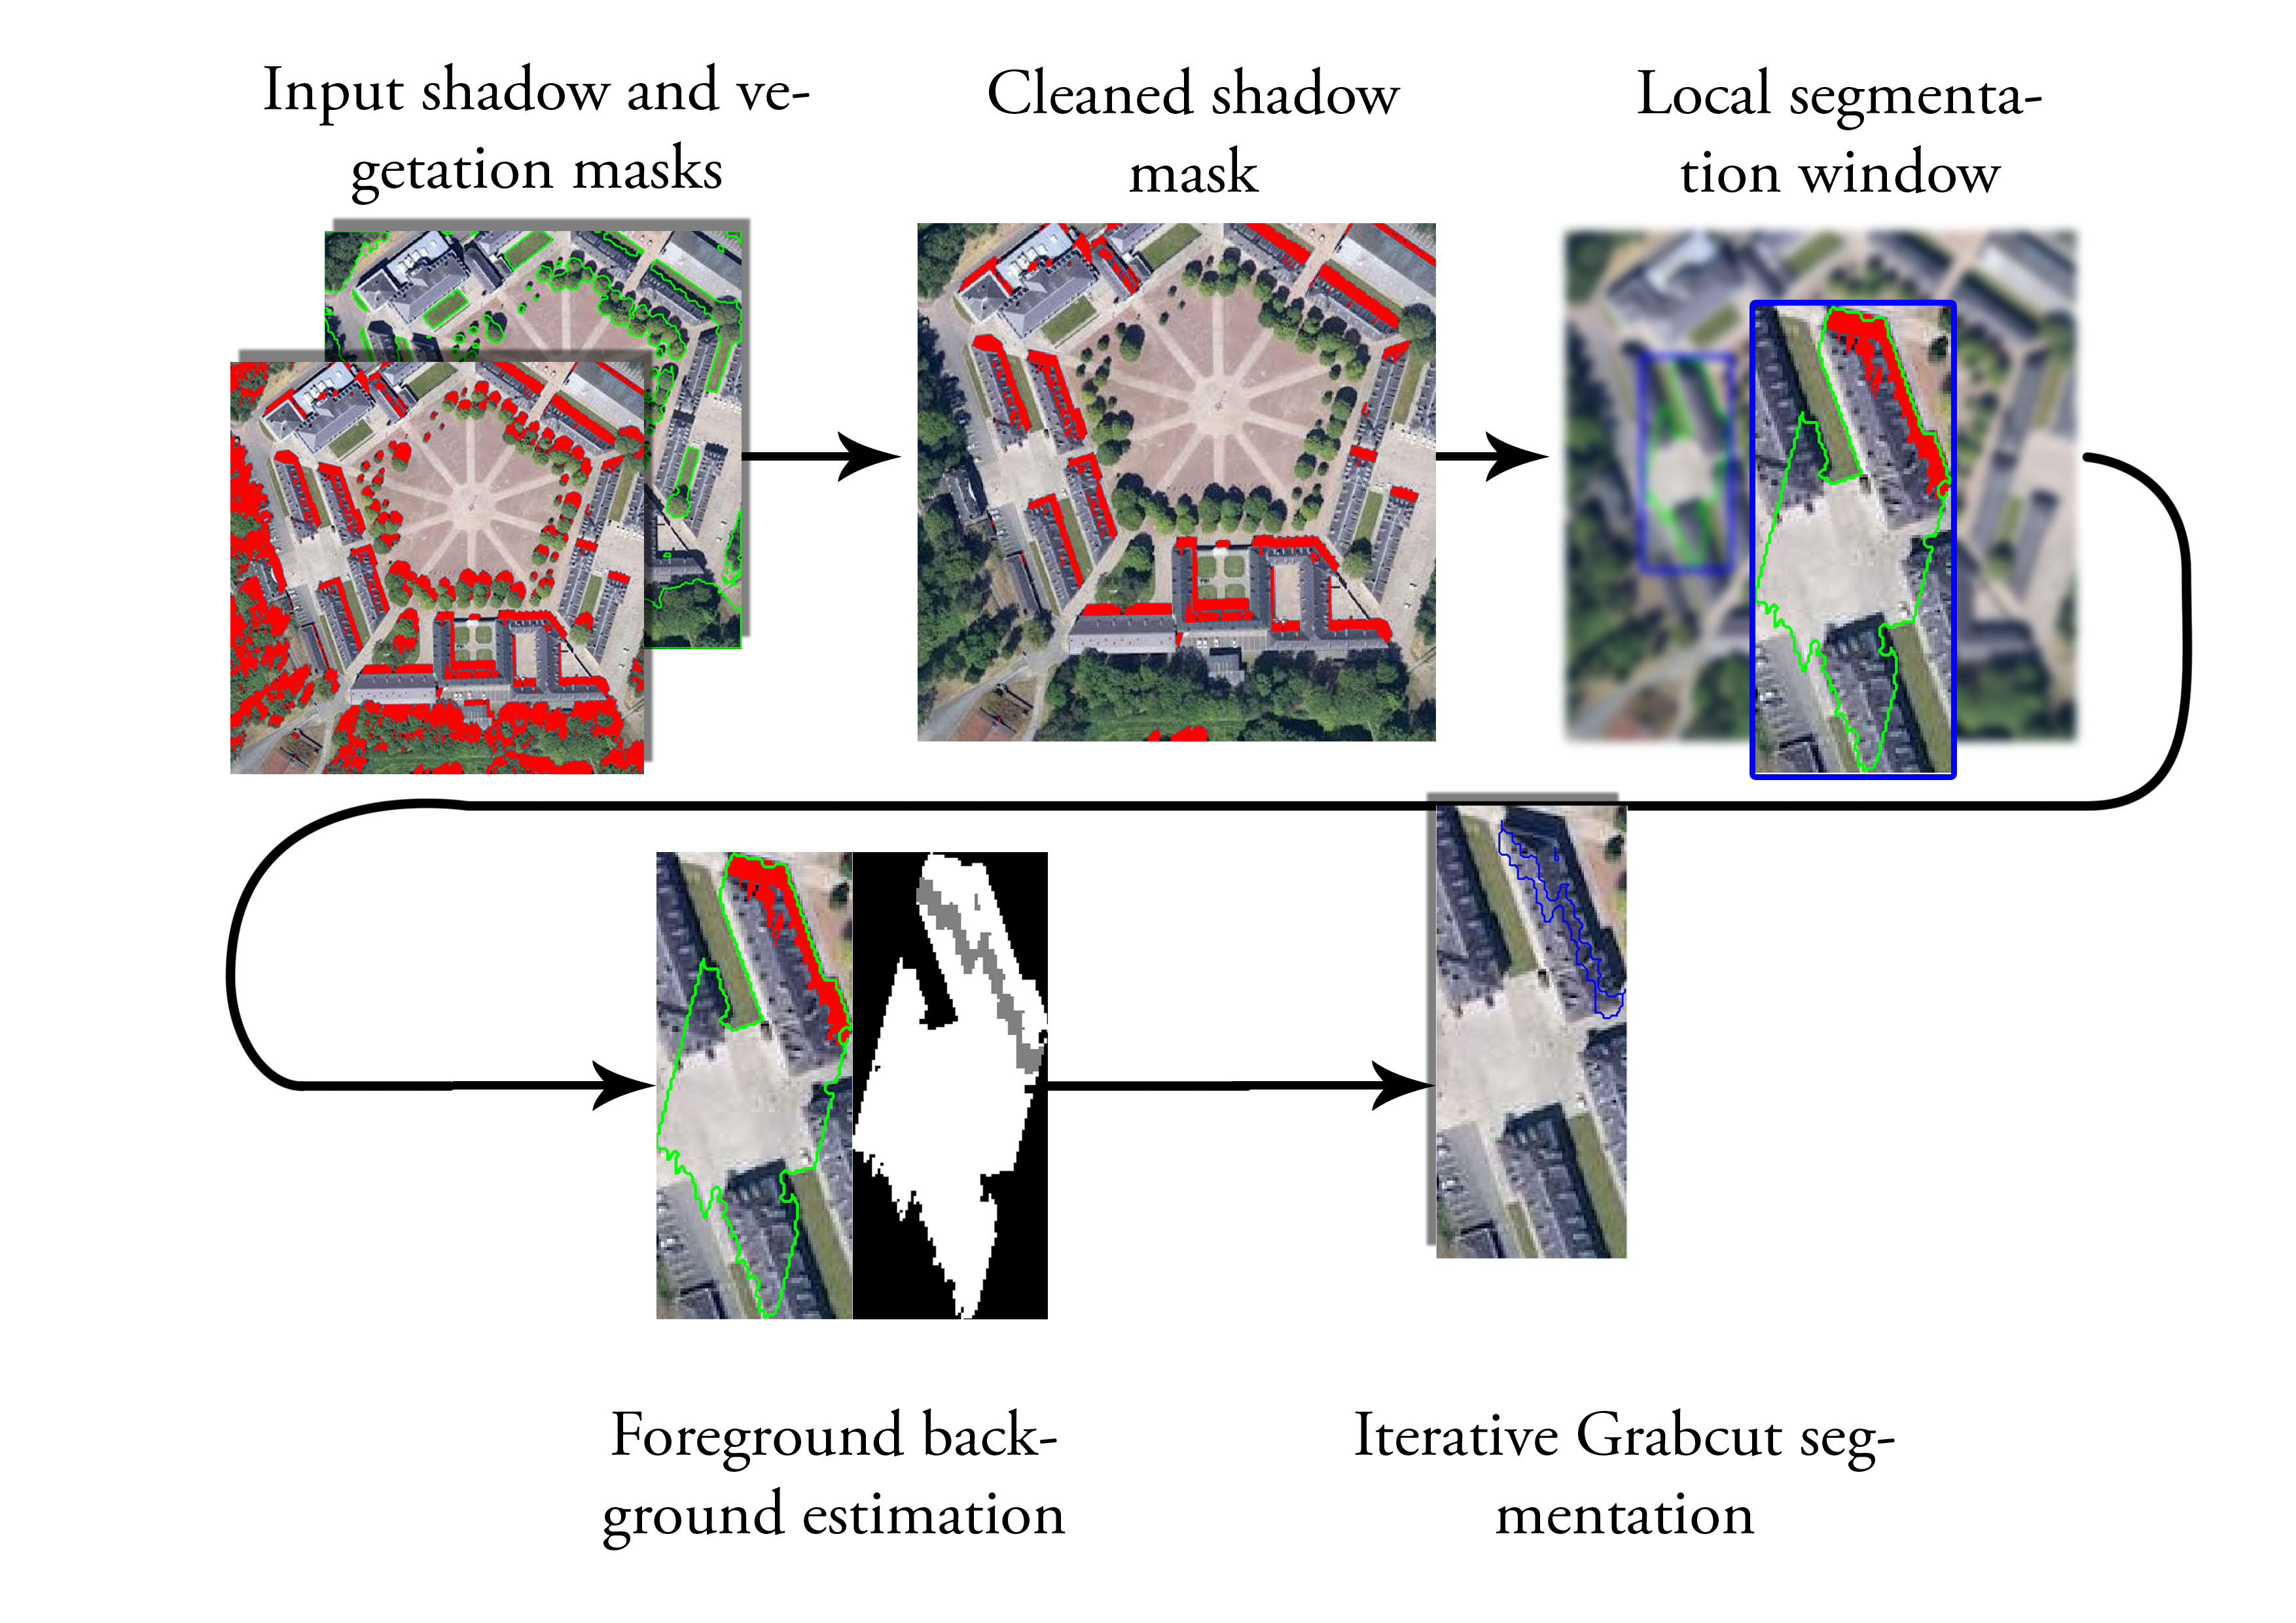 Input shadow and ve-
getation masks
Cleaned shadow
mask
Local segmenta-
tion window
Foreground back-
ground estimation
Iterative Grabcut seg-
mentation